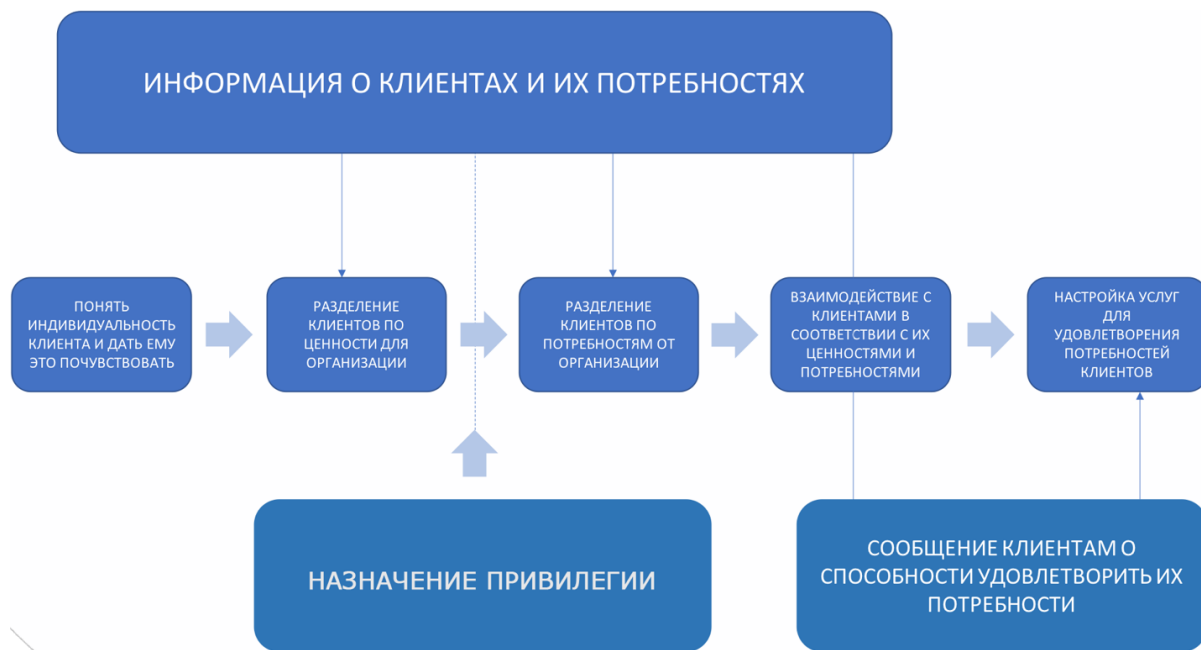 ИНФОРМАЦИЯ О КЛИЕНТАХ И ИХ ПОТРЕБНОСТЯХ
ПОНЯТЬ
ИНДИВИДУАЛЬНОСТЬ
КЛИЕНТА И ДАТЬ ЕМУ
ЭТО ПОЧУВСТВОВАТЬ
РАЗДЕЛЕНИЕ
КЛИЕНТОВ ПО
ЦЕННОСТИ ДЛЯ
ОРГАНИЗАЦИИ
РАЗДЕЛЕНИЕ
КЛИЕНТОВ ПО
ПОТРЕБНОСТЯМ ОТ
ОРГАНИЗАЦИИ
ВЗАИМОДЕЙСТВИЕ С
КЛИЕНТАМИ В
СООТВЕТСТВИИ С ИХ
ЦЕННОСТЯМИ И
ПОТРЕБНОСТЯМИ
НАСТРОЙКА УСЛУГ
ДЛЯ
УДОВЛЕТВОРЕНИЯ
ПОТРЕБНОСТЕЙ
КЛИЕНТОВ
НАЗНАЧЕНИЕ ПРИВИЛЕГИИ
СООБЩЕНИЕ КЛИЕНТАМ О
СПОСОБНОСТИ УДОВЛЕТВОРИТЬ ИХ
ПОТРЕБНОСТИ